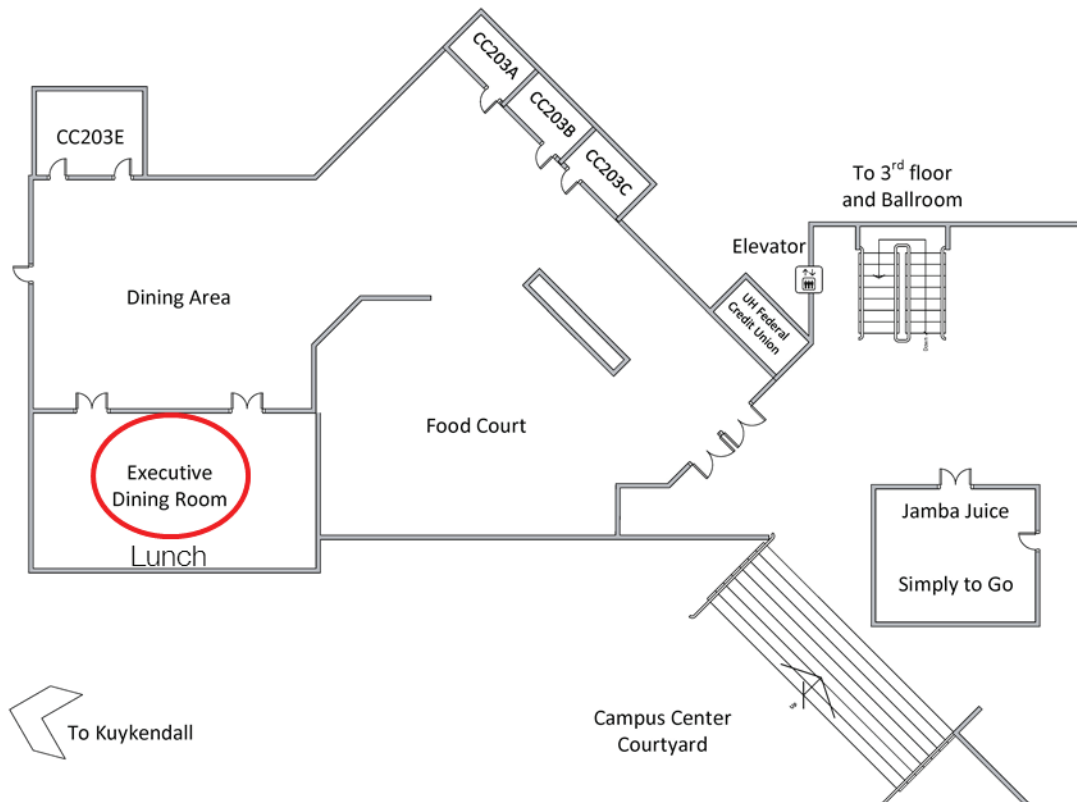 CC203A
CC203B
CC203C
CC203E
To 3rd floor
and Ballroom
Elevator
Dining Area
UH Federal
Credit Union
Food Court
Executive
Dining Room
Lunch
Jamba Juice
Simply to Go
To Kuykendall
Campus Center
Courtyard